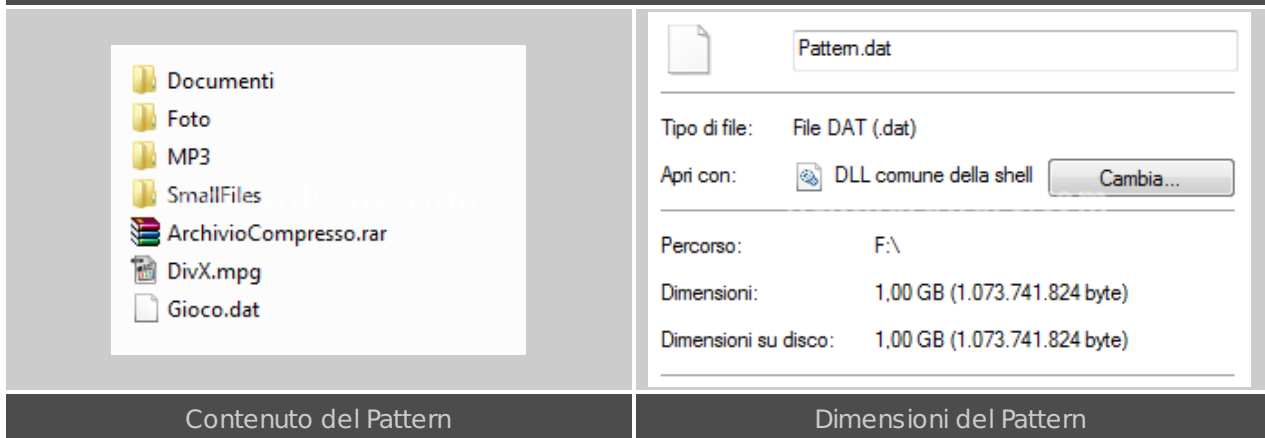 Documenti
Foto
MP3
SmallFiles
ArchivioCompresso.rar
DivX.mpg
Gioco.dat
Contenuto del Pattern
Pattern.dat
Tipo di file: File DAT (.dat)
Apri con: DLL comune della shell Cambia...
Percorso: F:\
Dimensioni: 1,00 GB (1.073.741.824 byte)
Dimensioni su disco: 1,00 GB (1.073.741.824 byte)
Dimensioni del Pattern